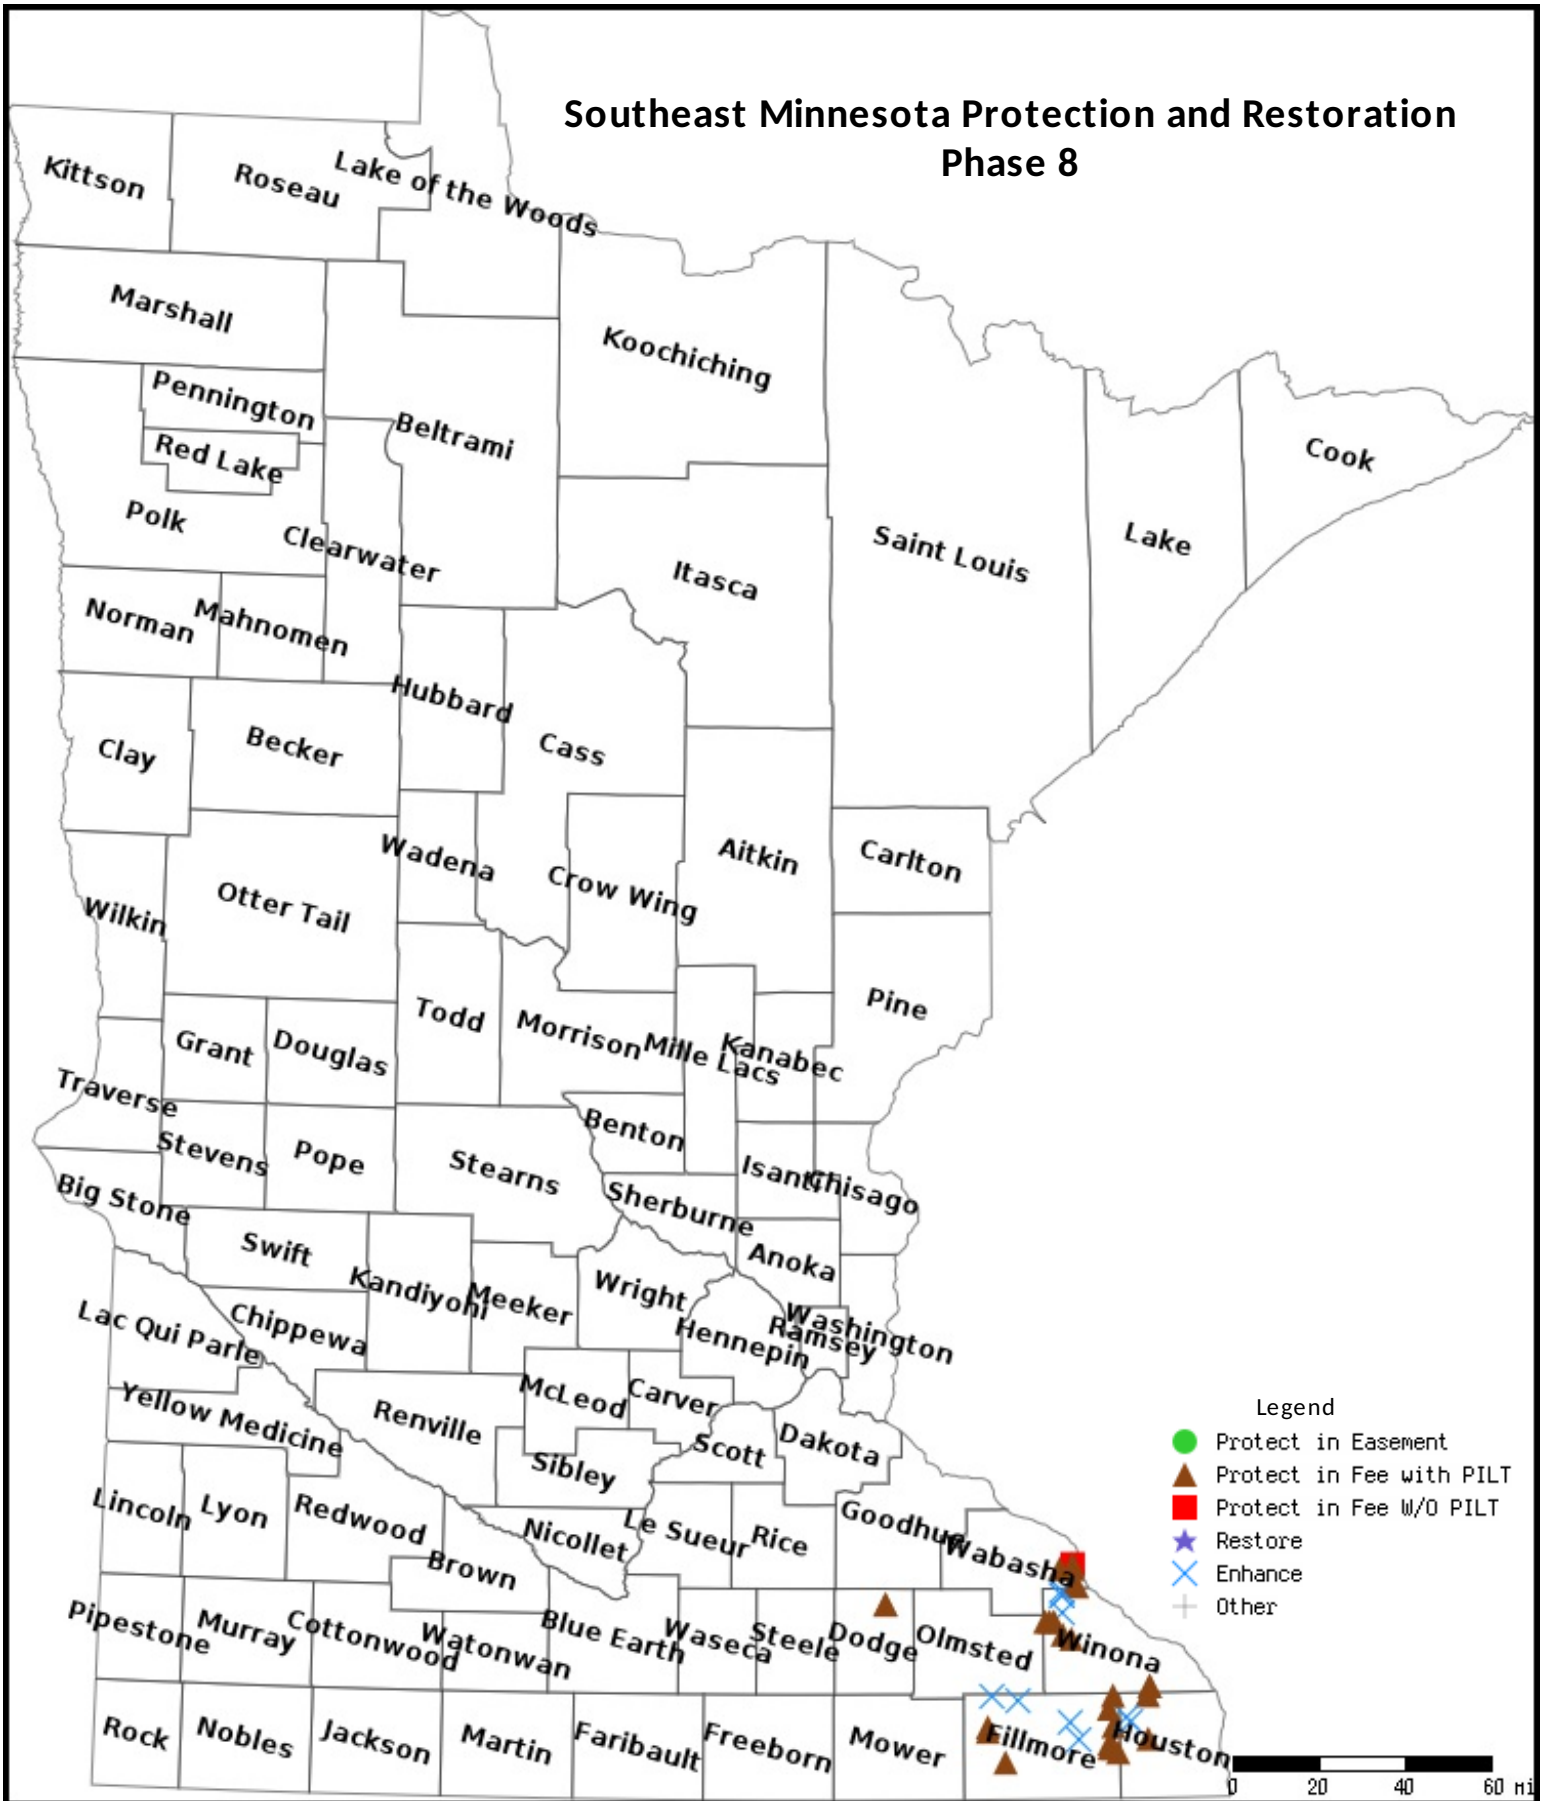 Southeast Minnesota Protection and Restoration
Phase 8
Kittson
Roseau
Lake of the Woods
Marshall
Koochiching
Pennington
Beltrami
Red Lake
Cook
Polk
Clearwater
Saint Louis
Lake
Itasca
Norman
Mahnomen
Hubbard
Clay
Becker
Cass
Wadena
Aitkin
Carlton
Crow Wing
Otter Tail
Wilkin
Pine
Todd
Morrison
Mille Lacs
Kanabec
Grant
Douglas
Traverse
Benton
Stevens
Pope
Stearns
Isanti
Chisago
Big Stone
Sherburne
Swift
Anoka
Kandiyohi
Meeker
Wright
Washington
Ramsey
Hennepin
Lac Qui Parle
Chippewa
McLeod
Carver
Yellow Medicine
Renville
Scott
Dakota
Sibley
Legend
Protect in Easement
Protect in Fee with PILT
Protect in Fee W/O PILT
Restore
Enhance
Other
Lincoln
Lyon
Redwood
Nicollet
Le Sueur
Rice
Goodhue
Wabasha
Brown
Pipestone
Murray
Cottonwood
Watonwan
Blue Earth
Waseca
Steele
Dodge
Olmsted
Winona
Rock
Nobles
Jackson
Martin
Faribault
Freeborn
Mower
Fillmore
Houston
0 20 40 60 mi